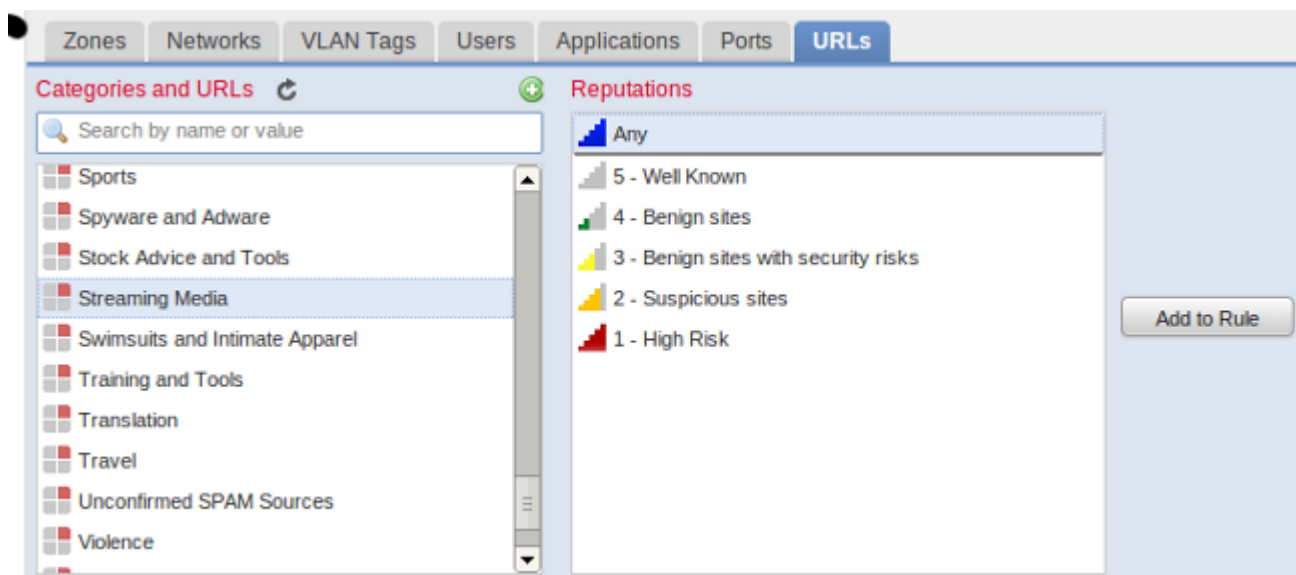 Zones Networks VLAN Tags Users Applications Ports URLs
Categories and URLs
Search by name or value
Sports
Spyware and Adware
Stock Advice and Tools
Streaming Media
Swimsuits and Intimate Apparel
Training and Tools
Translation
Travel
Unconfirmed SPAM Sources
Violence
Reputations
Any
5 - Well Known
4 - Benign sites
3 - Benign sites with security risks
2 - Suspicious sites
1 - High Risk
Add to Rule